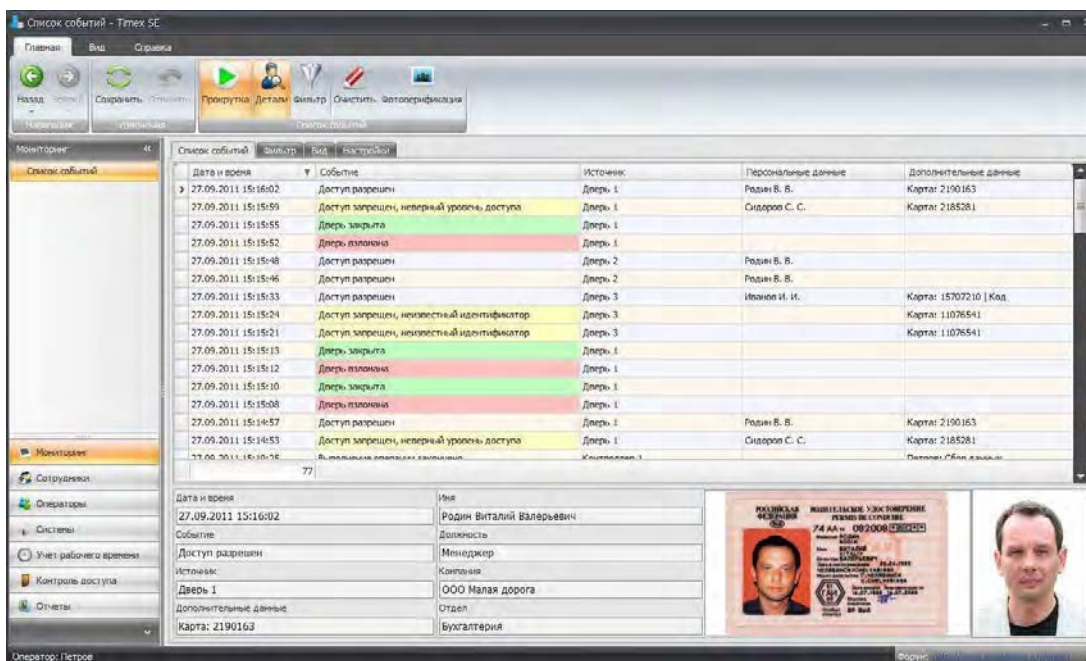 Список событий - Timex SE
Главная Вид Справка
Назад Сохранить Прокрутка Детали Фильтр Очистить Фотоверификация
Список событий
Мониторинг
Список событий
Список событий Фильтр Вид Настройки
Дата и время Событие Источник Персональные данные Дополнительные данные
27.09.2011 15:16:02 Доступ разрешен Дверь 1 Родин В. В. Карта: 2190163
27.09.2011 15:15:59 Доступ запрещен, неверный уровень доступа Дверь 1 Сидоров С. С. Карта: 2185281
27.09.2011 15:15:55 Дверь закрыта Дверь 1
27.09.2011 15:15:52 Дверь взломана Дверь 1
27.09.2011 15:15:48 Доступ разрешен Дверь 2 Родин В. В.
27.09.2011 15:15:46 Доступ разрешен Дверь 2 Родин В. В.
27.09.2011 15:15:33 Доступ разрешен Дверь 3 Иванов И. И. Карта: 15707210 | Код
27.09.2011 15:15:24 Доступ запрещен, неизвестный идентификатор Дверь 3 Карта: 11076541
27.09.2011 15:15:21 Доступ запрещен, неизвестный идентификатор Дверь 3 Карта: 11076541
27.09.2011 15:15:13 Дверь закрыта Дверь 1
27.09.2011 15:15:12 Дверь взломана Дверь 1
27.09.2011 15:15:10 Дверь закрыта Дверь 1
27.09.2011 15:15:08 Дверь взломана Дверь 1
27.09.2011 15:14:57 Доступ разрешен Дверь 1 Родин В. В. Карта: 2190163
27.09.2011 15:14:53 Доступ запрещен, неверный уровень доступа Дверь 1 Сидоров С. С. Карта: 2185281
77
Мониторинг
Сотрудники
Операторы
Системы
Учет рабочего времени
Контроль доступа
Отчеты
Дата и время Имя
27.09.2011 15:16:02 Родин Виталий Валерьевич
Событие Должность
Доступ разрешен Менеджер
Источник Компания
Дверь 1 ООО Малая дорога
Дополнительные данные Отдел
Карта: 2190163 Бухгалтерия
РОССИЙСКАЯ ФЕДЕРАЦИЯ
ВОДИТЕЛЬСКОЕ УДОСТОВЕРЕНИЕ
PERMIS DE CONDUIRE
74 АА
Оператор: Петров
Форум: